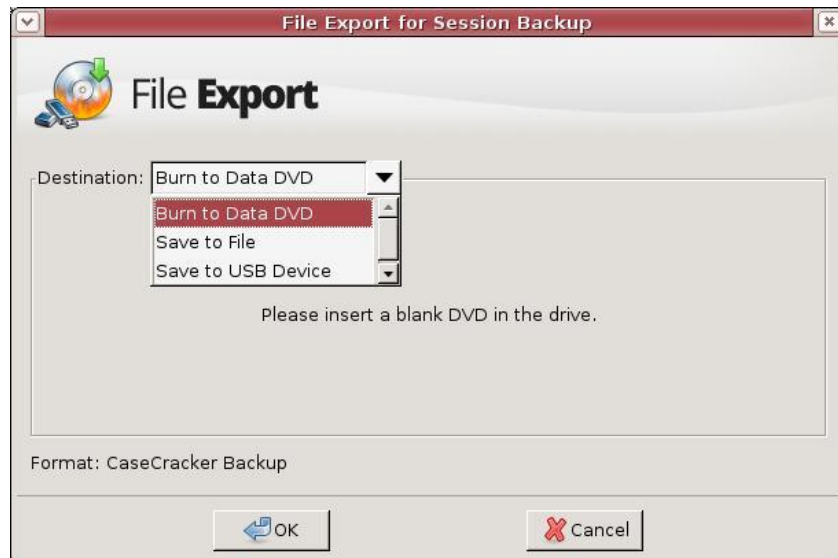 File Export for Session Backup
File Export
Destination: Burn to Data DVD
Burn to Data DVD
Save to File
Save to USB Device
Please insert a blank DVD in the drive.
Format: CaseCracker Backup
OK
Cancel